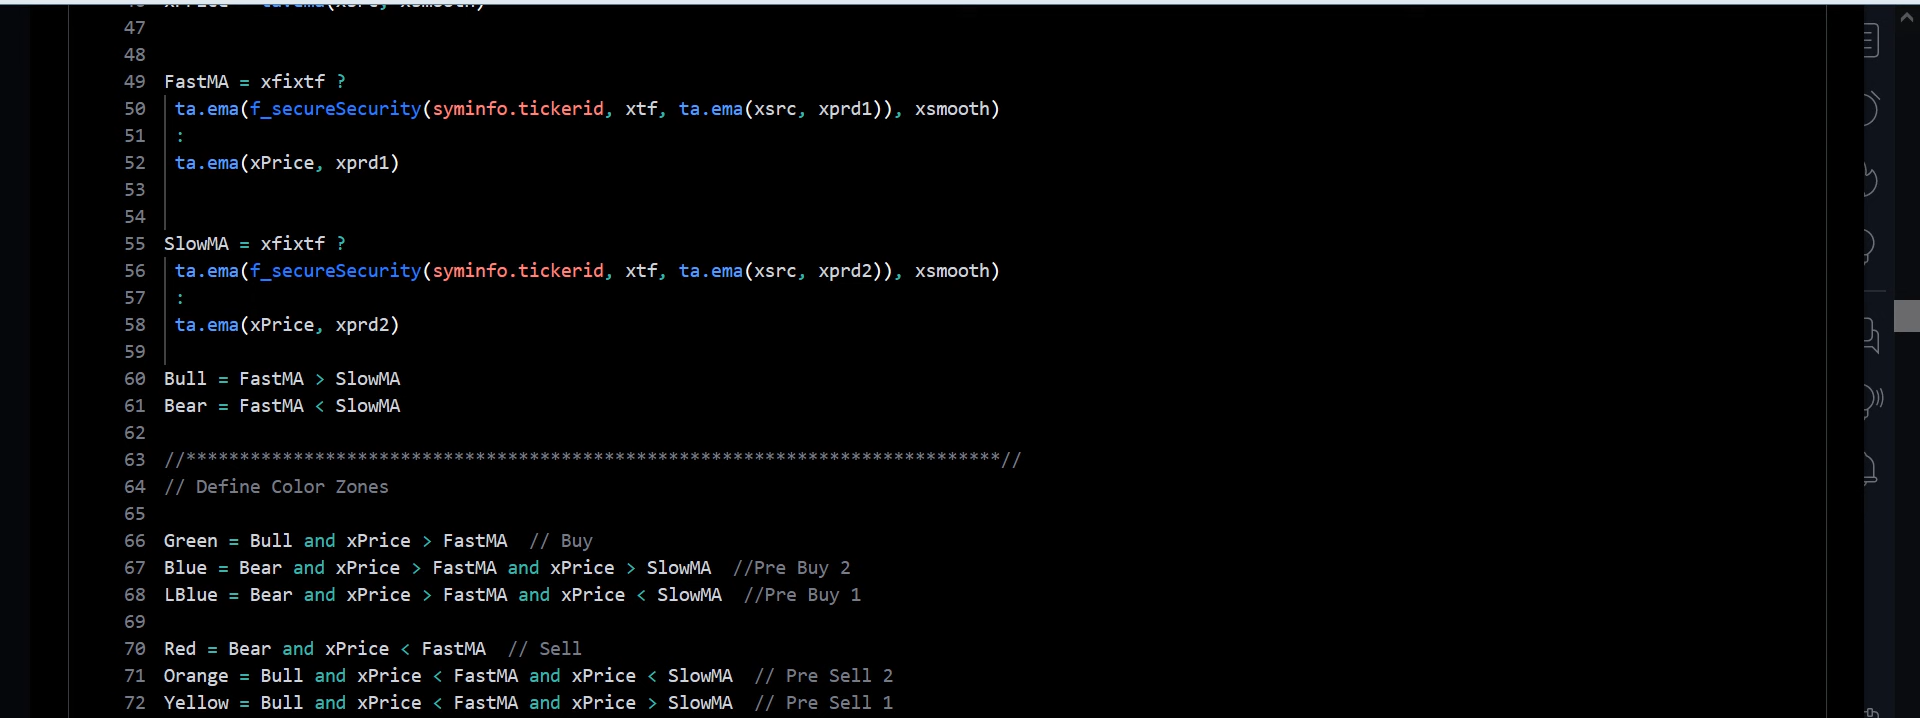 47
48
49 FastMA = xfixtf ?
50 ta.ema(f_secureSecurity(syminfo.tickerid, xtf, ta.ema(xsrc, xprd1)), xsmooth)
51 :
52 ta.ema(xPrice, xprd1)
53
54
55 SlowMA = xfixtf ?
56 ta.ema(f_secureSecurity(syminfo.tickerid, xtf, ta.ema(xsrc, xprd2)), xsmooth)
57 :
58 ta.ema(xPrice, xprd2)
59
60 Bull = FastMA > SlowMA
61 Bear = FastMA < SlowMA
62
63 //****************************************************************************//
64 // Define Color Zones
65
66 Green = Bull and xPrice > FastMA // Buy
67 Blue = Bear and xPrice > FastMA and xPrice > SlowMA //Pre Buy 2
68 LBlue = Bear and xPrice > FastMA and xPrice < SlowMA //Pre Buy 1
69
70 Red = Bear and xPrice < FastMA // Sell
71 Orange = Bull and xPrice < FastMA and xPrice < SlowMA // Pre Sell 2
72 Yellow = Bull and xPrice < FastMA and xPrice > SlowMA // Pre Sell 1